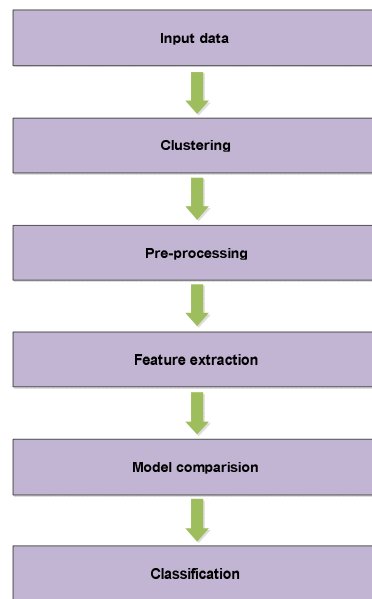 Input data
Clustering
Pre-processing
Feature extraction
Model comparision
Classification